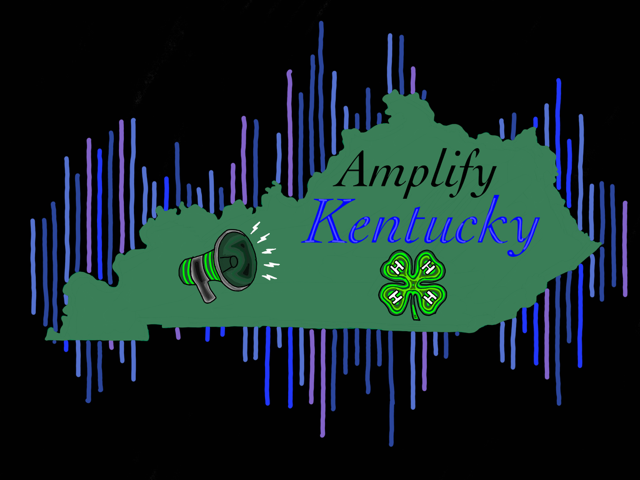 Amplify
Kentucky
H H
H H